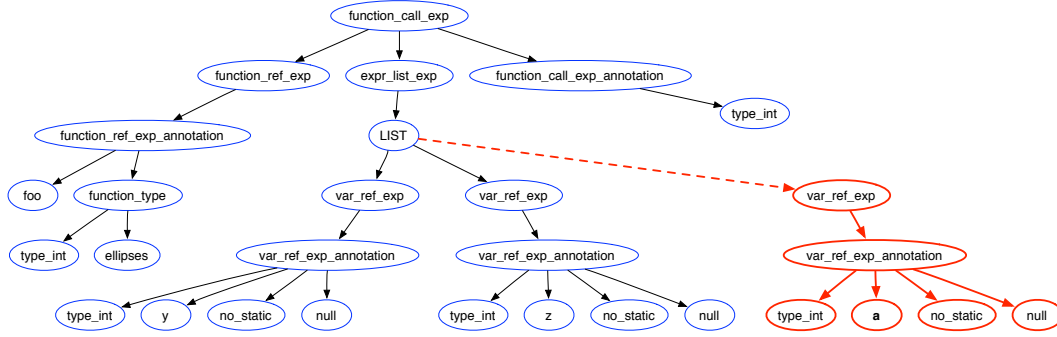 function_call_exp
function_ref_exp expr_list_exp function_call_exp_annotation
type_int
function_ref_exp_annotation LIST
foo function_type var_ref_exp var_ref_exp var_ref_exp
type_int ellipses var_ref_exp_annotation var_ref_exp_annotation var_ref_exp_annotation
type_int y no_static null type_int z no_static null type_int a no_static null